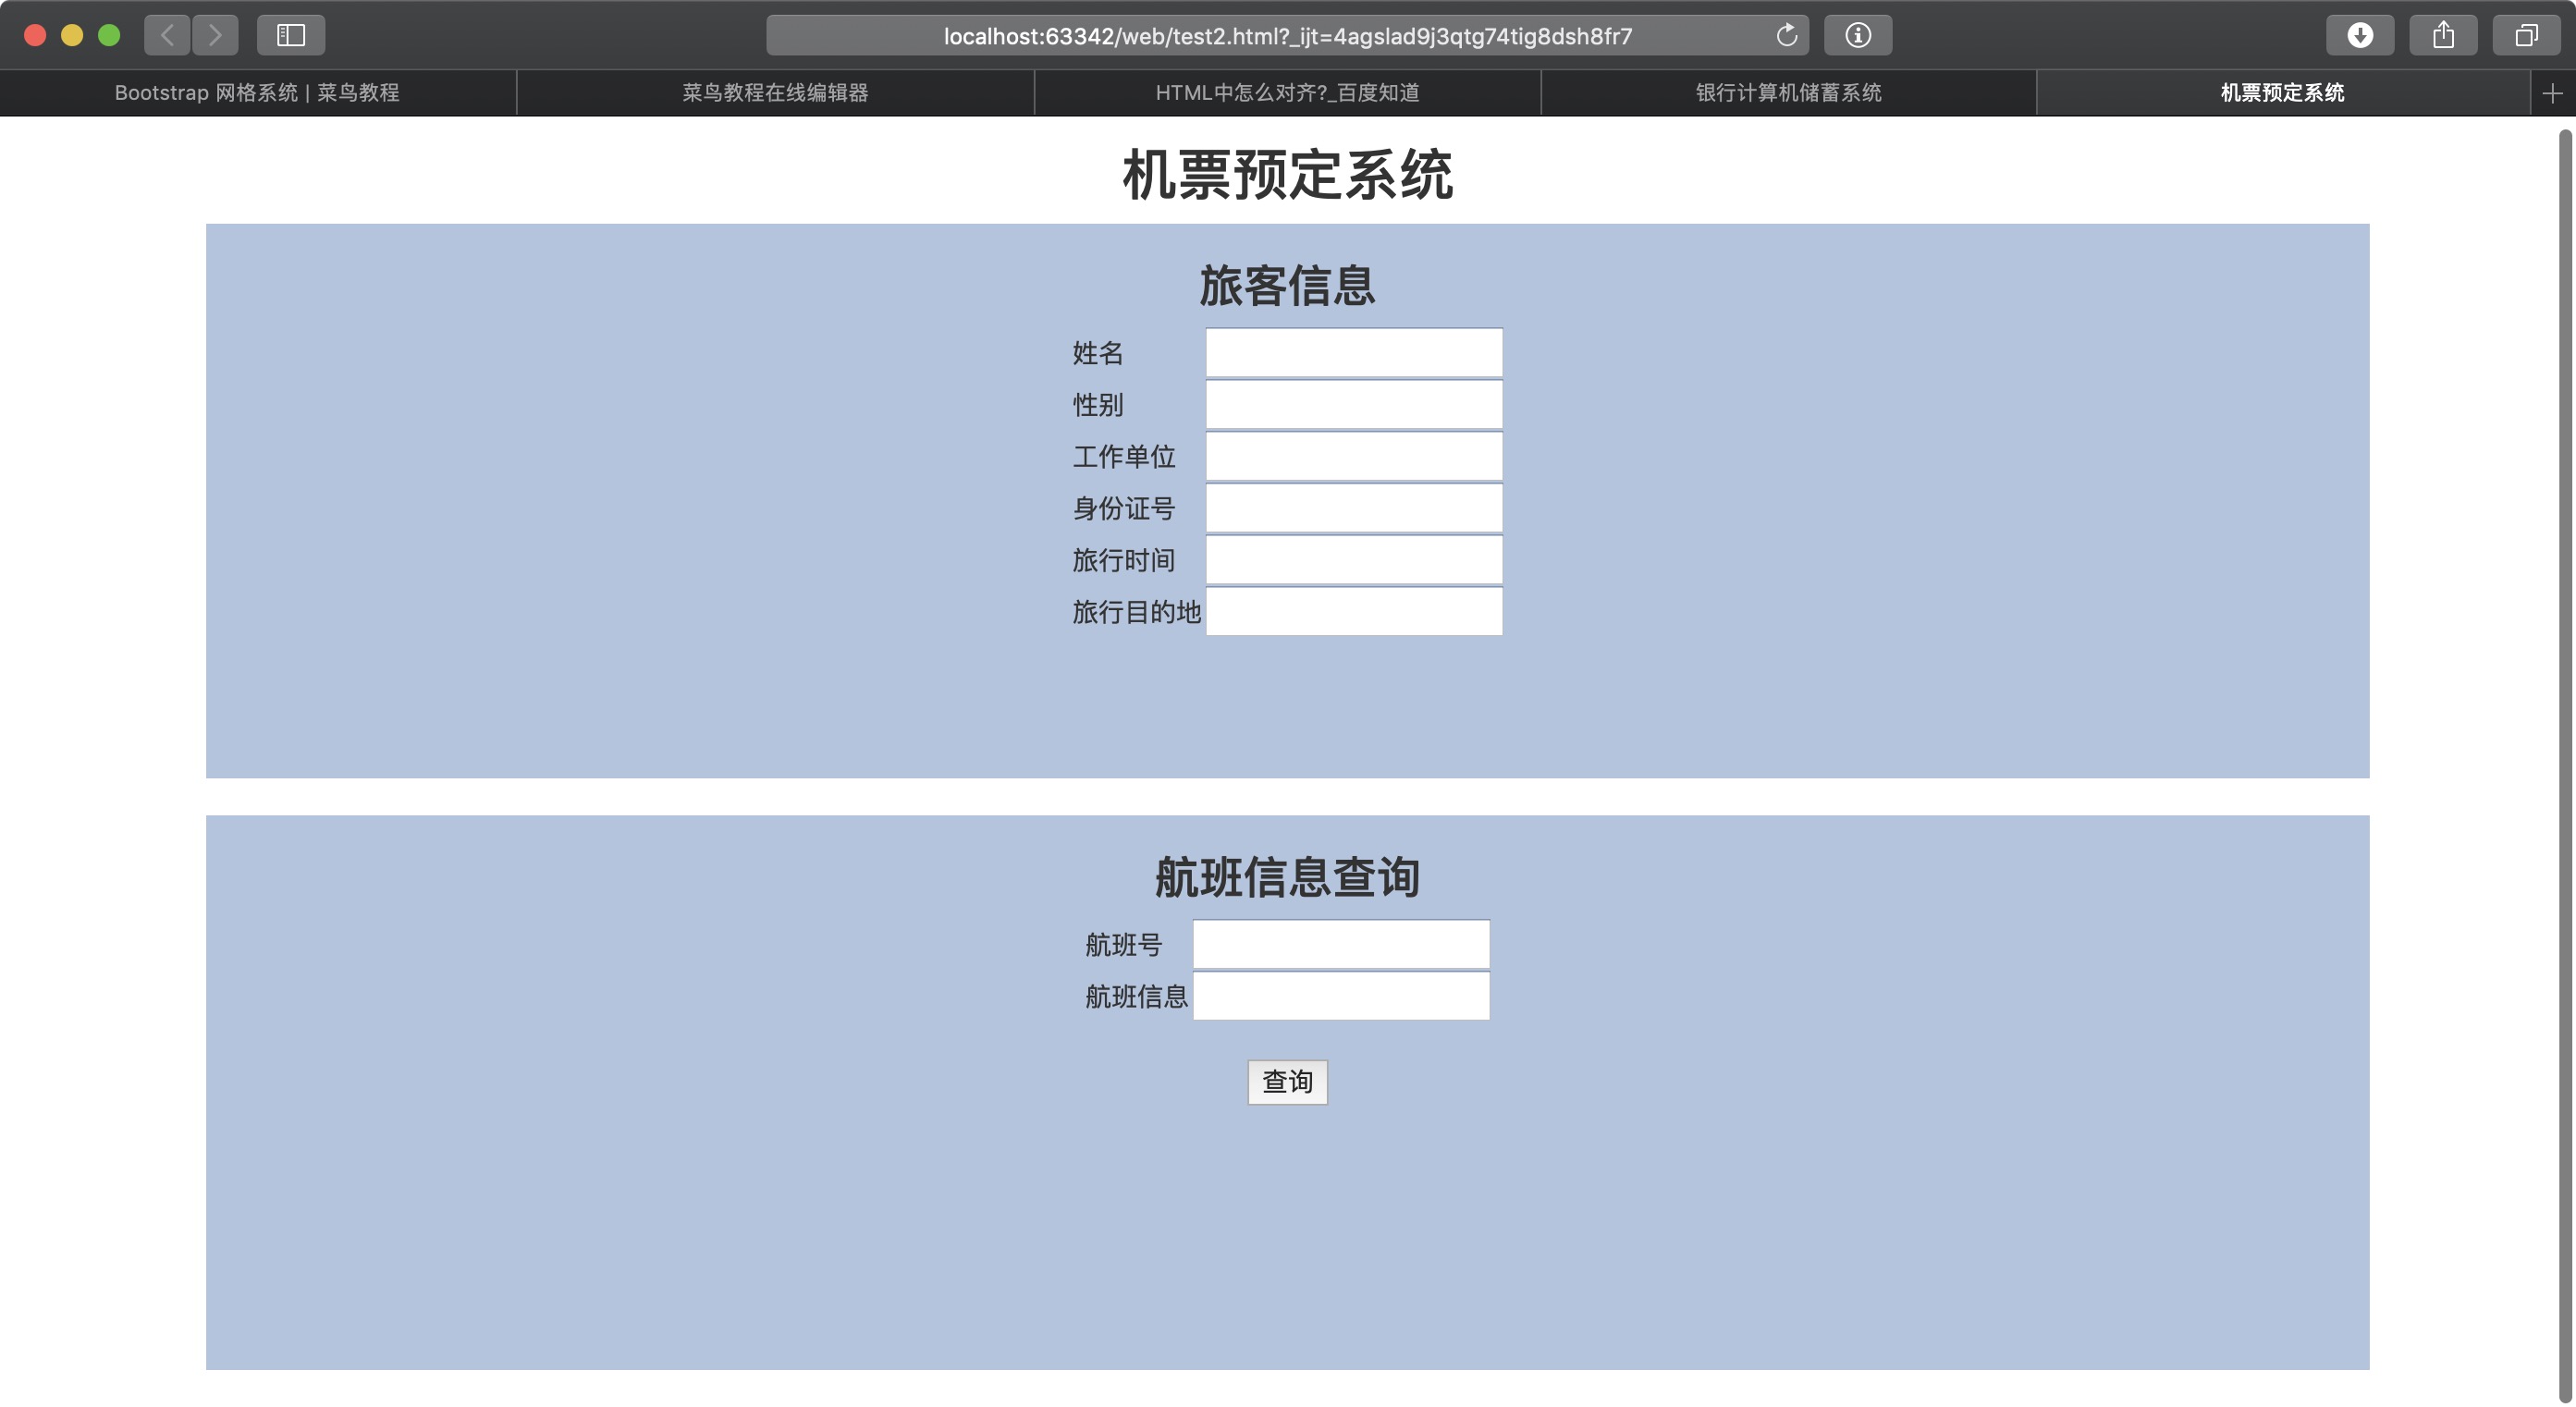 localhost:63342/web/test2.html?_ijt=4agslad9j3qtg74tig8dsh8fr7
Bootstrap 网格系统 | 菜鸟教程
菜鸟教程在线编辑器
HTML中怎么对齐?_百度知道
银行计算机储蓄系统
机票预定系统
机票预定系统
旅客信息
姓名
性别
工作单位
身份证号
旅行时间
旅行目的地
航班信息查询
航班号
航班信息
查询